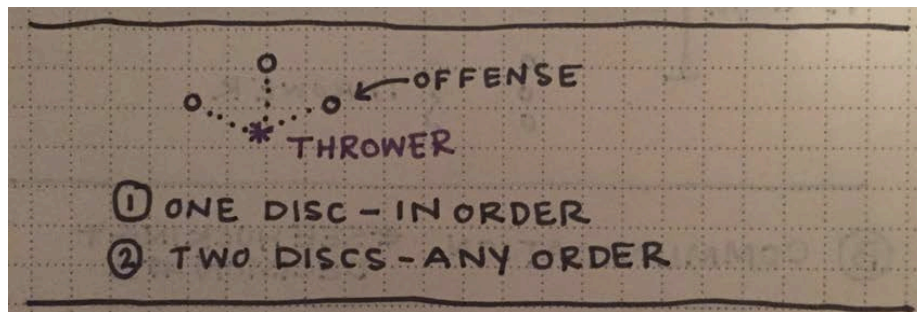 OFFENSE
THROWER
① ONE DISC - IN ORDER
② TWO DISCS - ANY ORDER